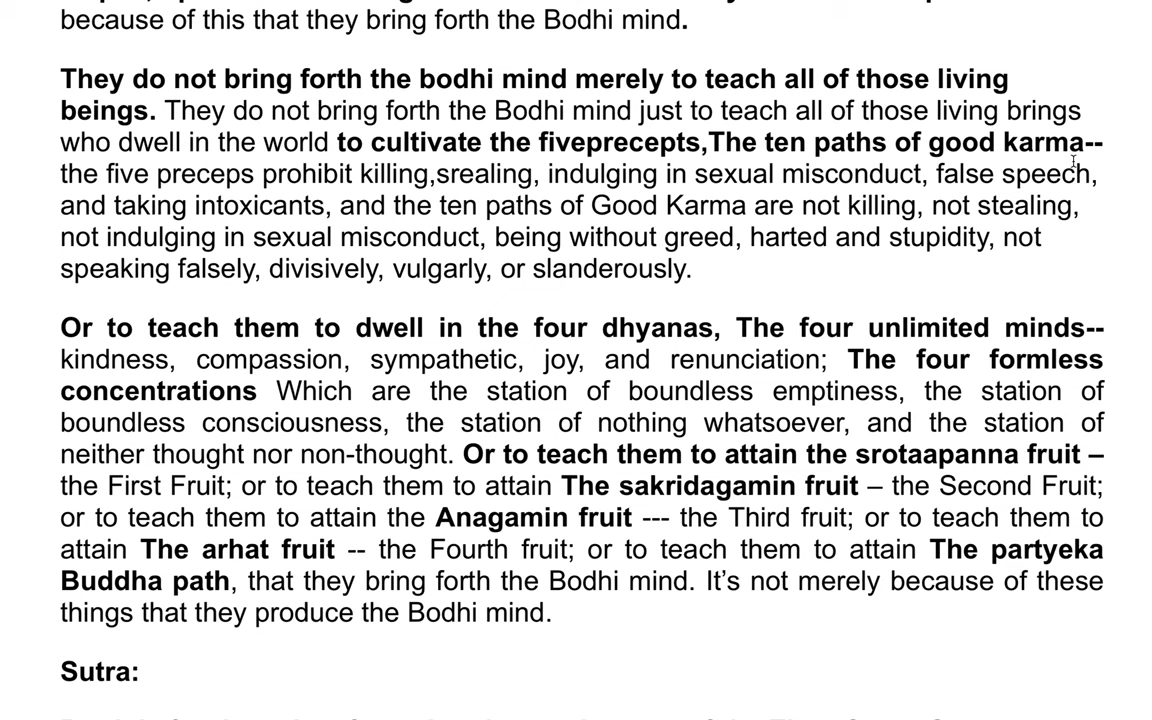 because of this that they bring forth the Bodhi mind.
They do not bring forth the bodhi mind merely to teach all of those living
beings. They do not bring forth the Bodhi mind just to teach all of those living brings
who dwell in the world to cultivate the fiveprecepts,The ten paths of good karma--
the five preceps prohibit killing,srealing, indulging in sexual misconduct, false speech,
and taking intoxicants, and the ten paths of Good Karma are not killing, not stealing,
not indulging in sexual misconduct, being without greed, harted and stupidity, not
speaking falsely, divisively, vulgarly, or slanderously.
Or to teach them to dwell in the four dhyanas, The four unlimited minds--
kindness, compassion, sympathetic, joy, and renunciation; The four formless
concentrations Which are the station of boundless emptiness, the station of
boundless consciousness, the station of nothing whatsoever, and the station of
neither thought nor non-thought. Or to teach them to attain the srotaapanna fruit –
the First Fruit; or to teach them to attain The sakridagamin fruit – the Second Fruit;
or to teach them to attain the Anagamin fruit --- the Third fruit; or to teach them to
attain The arhat fruit -- the Fourth fruit; or to teach them to attain The partyeka
Buddha path, that they bring forth the Bodhi mind. It’s not merely because of these
things that they produce the Bodhi mind.
Sutra: